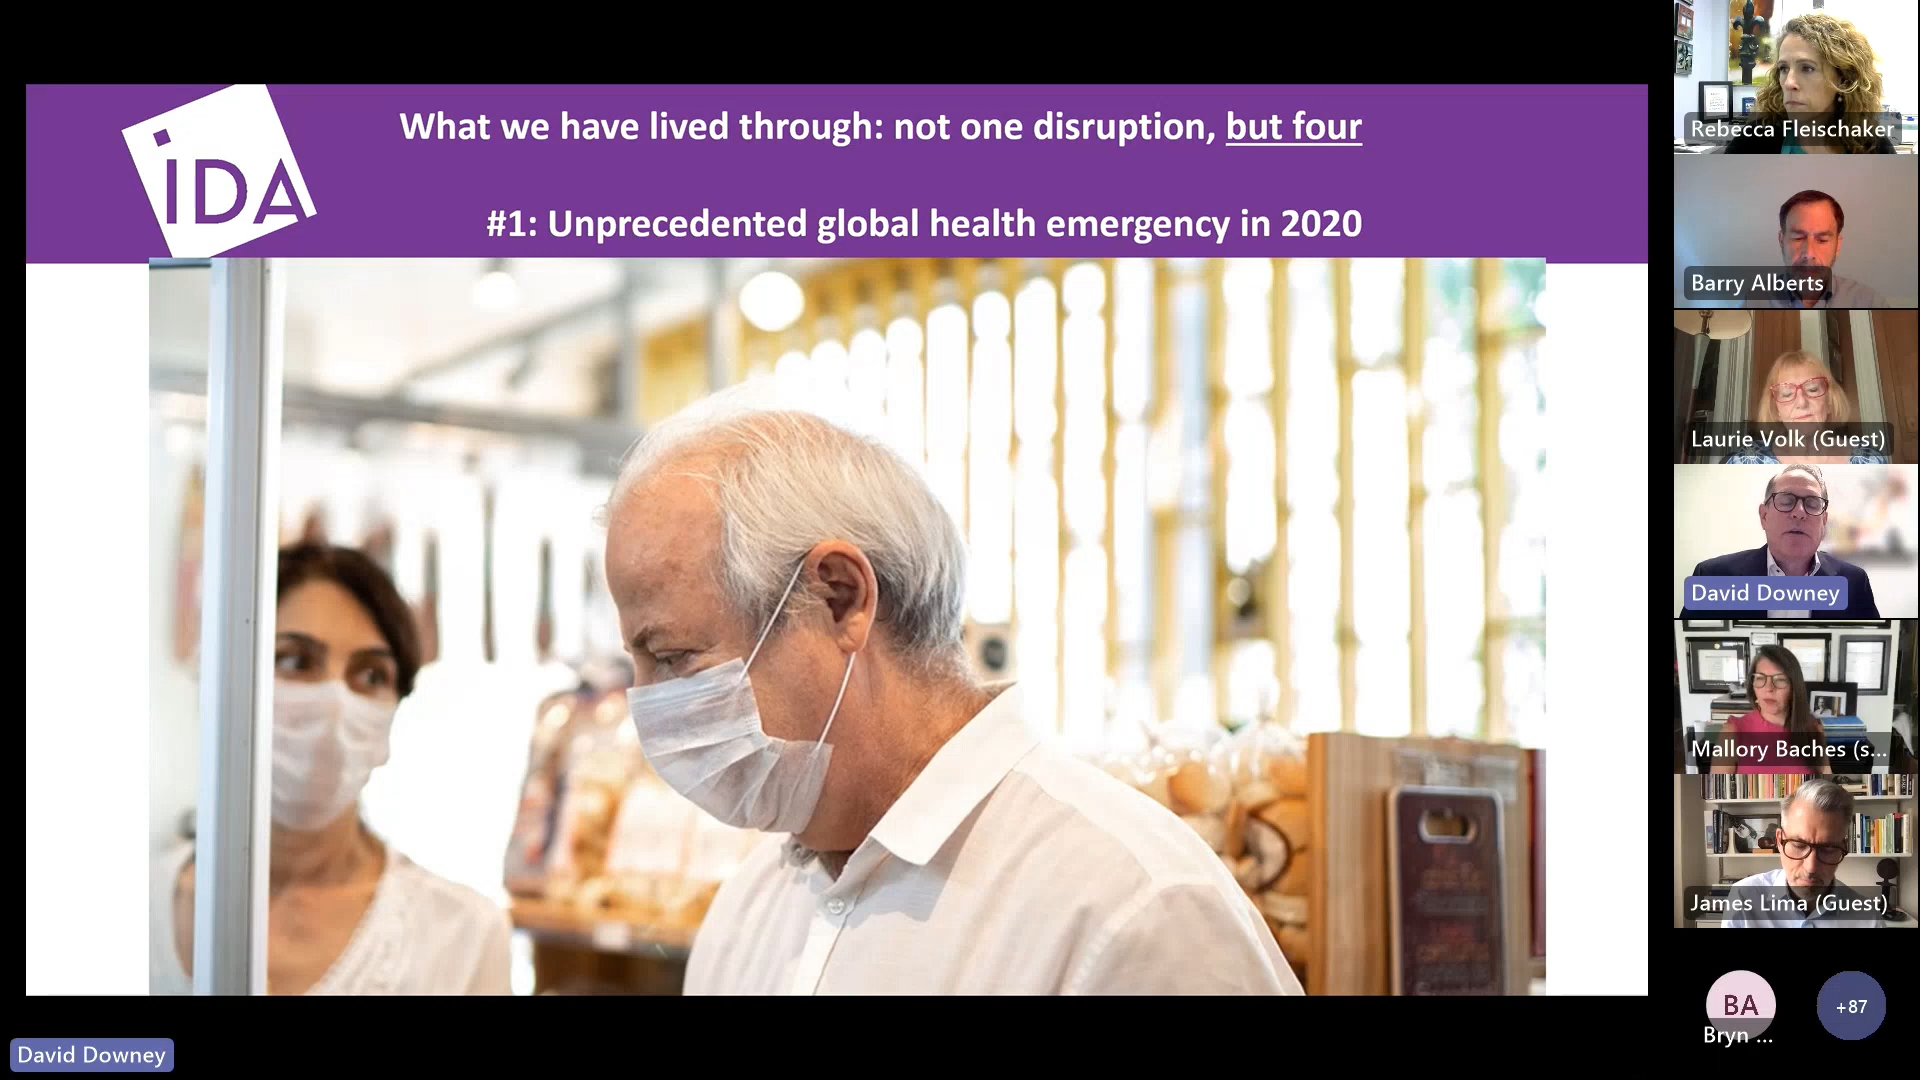 iDA
What we have lived through: not one disruption, but four
#1: Unprecedented global health emergency in 2020
Rebecca Fleischaker
Barry Alberts
Laurie Volk (Guest)
David Downey
Mallory Baches (s...
James Lima (Guest)
BA
Bryn ...
+87
David Downey